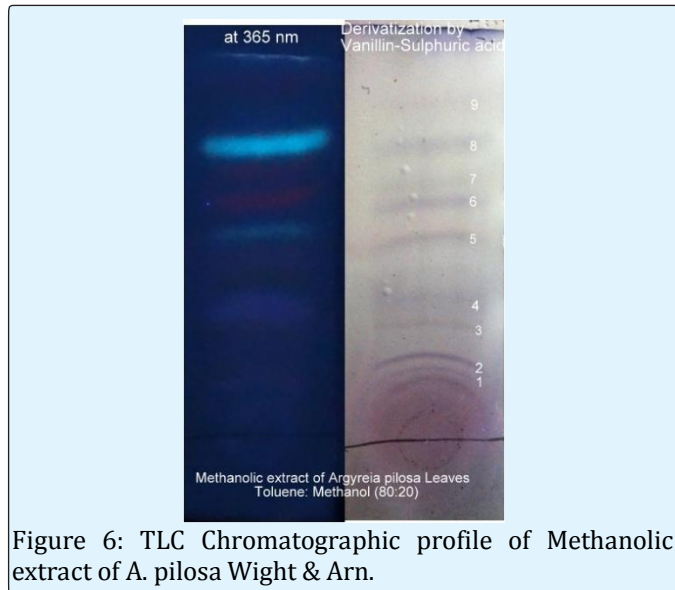 at 365 nm
Derivatization by
Vanillin-Sulphuric acid
9
8
7
6
5
4
3
2
1
Methanolic extract of Argyreia pilosa Leaves
Toluene: Methanol (80:20)
Figure 6: TLC Chromatographic profile of Methanolic
extract of A. pilosa Wight & Arn.